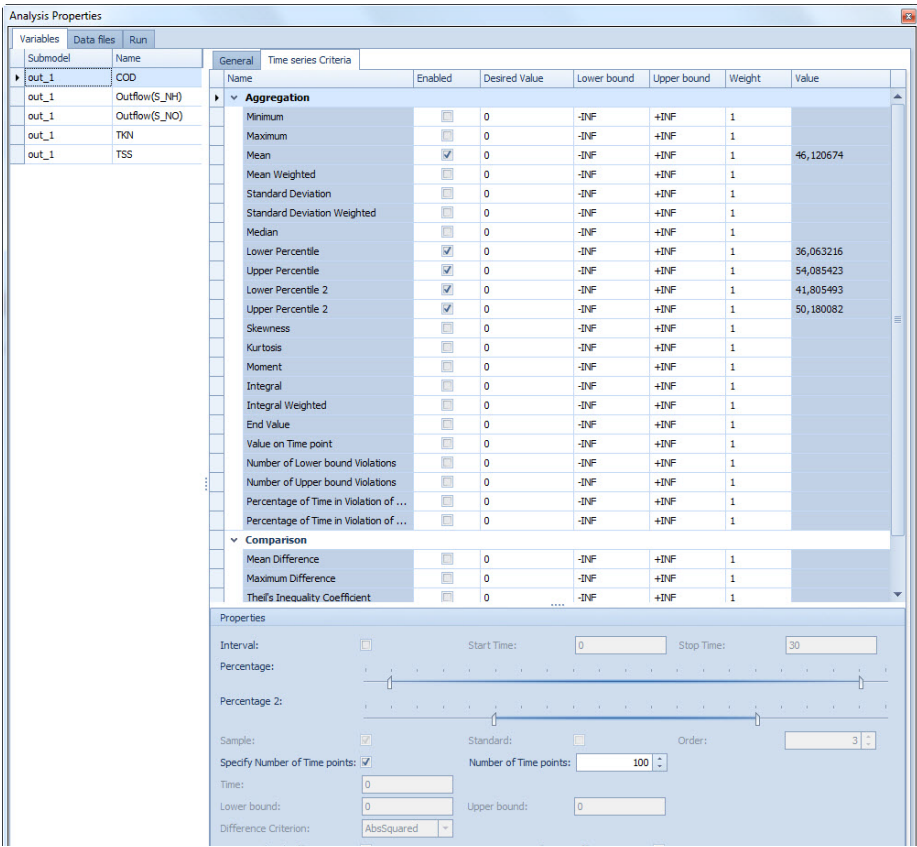 Analysis Properties
Variables Data files Run
Submodel Name
out_1 COD
out_1 Outflow(S_NH)
out_1 Outflow(S_NO)
out_1 TKN
out_1 TSS
General Time series Criteria
Name Enabled Desired Value Lower bound Upper bound Weight Value
Aggregation
Minimum 0 -INF +INF 1
Maximum 0 -INF +INF 1
Mean 0 -INF +INF 1 46,120674
Mean Weighted 0 -INF +INF 1
Standard Deviation 0 -INF +INF 1
Standard Deviation Weighted 0 -INF +INF 1
Median 0 -INF +INF 1
Lower Percentile 0 -INF +INF 1 36,063216
Upper Percentile 0 -INF +INF 1 54,085423
Lower Percentile 2 0 -INF +INF 1 41,805493
Upper Percentile 2 0 -INF +INF 1 50,180082
Skewness 0 -INF +INF 1
Kurtosis 0 -INF +INF 1
Moment 0 -INF +INF 1
Integral 0 -INF +INF 1
Integral Weighted 0 -INF +INF 1
End Value 0 -INF +INF 1
Value on Time point 0 -INF +INF 1
Number of Lower bound Violations 0 -INF +INF 1
Number of Upper bound Violations 0 -INF +INF 1
Percentage of Time in Violation of ... 0 -INF +INF 1
Percentage of Time in Violation of ... 0 -INF +INF 1
Comparison
Mean Difference 0 -INF +INF 1
Maximum Difference 0 -INF +INF 1
Theil's Inequality Coefficient 0 -INF +INF 1
Properties
Interval: Start Time: 0 Stop Time: 30
Percentage:
Percentage 2:
Sample: Standard: Order: 3
Specify Number of Time points: Number of Time points: 100
Time: 0
Lower bound: 0 Upper bound: 0
Difference Criterion: AbsSquared